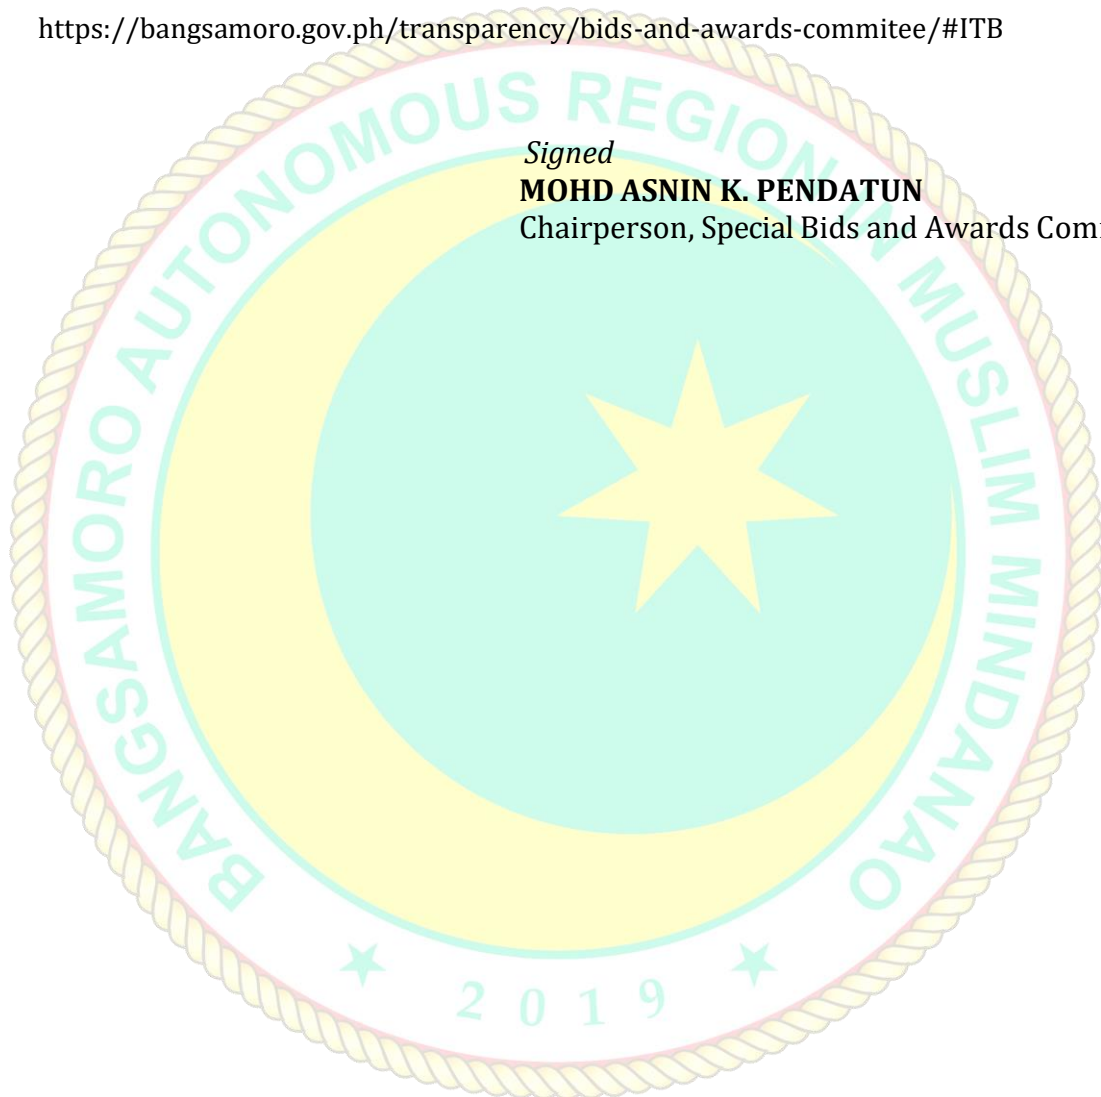 https://bangsamoro.gov.ph/transparency/bids-and-awards-commitee/#ITB
Signed
MOHD ASNIN K. PENDATUN
Chairperson, Special Bids and Awards
BANGSAMORO AUTONOMOUS REGION IN MUSLIM MINDANAO
2019